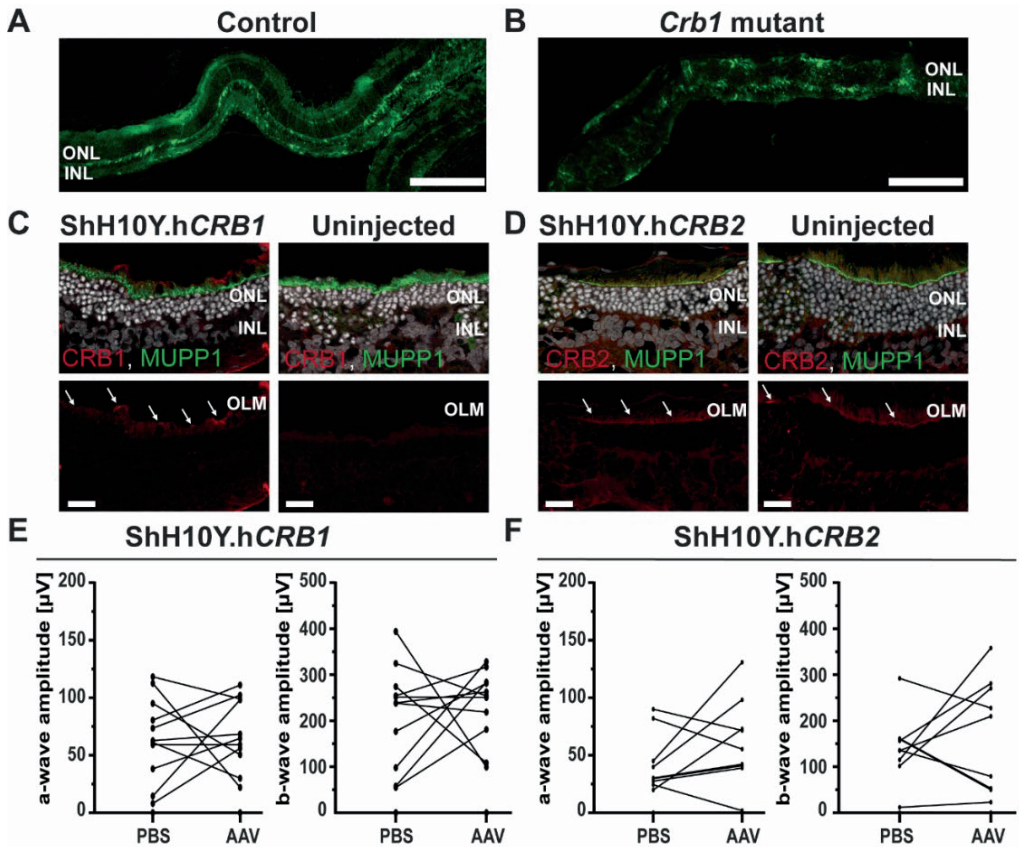 A
Control
ONL
INL
B
Crb1 mutant
ONL
INL
C
ShH10Y.hCRB1
Uninjected
ONL
INL
CRB1, MUPP1
ONL
INL
CRB1, MUPP1
OLM
OLM
D
ShH10Y.hCRB2
Uninjected
ONL
INL
CRB2, MUPP1
ONL
INL
CRB2, MUPP1
OLM
OLM
E
ShH10Y.hCRB1
a-wave amplitude [µV]
200
150
100
50
0
PBS
AAV
b-wave amplitude [µV]
500
400
300
200
100
0
PBS
AAV
F
ShH10Y.hCRB2
a-wave amplitude [µV]
200
150
100
50
0
PBS
AAV
b-wave amplitude [µV]
500
400
300
200
100
0
PBS
AAV